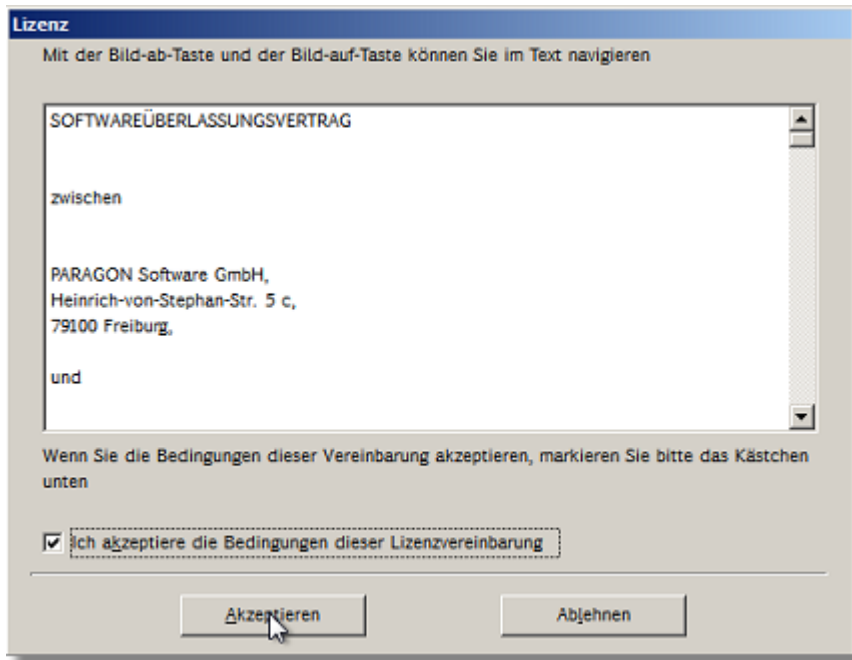 Lizenz
Mit der Bild-ab-Taste und der Bild-auf-Taste können Sie im Text navigieren
SOFTWAREÜBERLASSUNGSVERTRAG
zwischen
PARAGON Software GmbH,
Heinrich-von-Stephan-Str. 5 c,
79100 Freiburg,
und
Wenn Sie die Bedingungen dieser Vereinbarung akzeptieren, markieren Sie bitte das Kästchen
unten
Ich akzeptiere die Bedingungen dieser Lizenzvereinbarung
Akzeptieren
Ablehnen